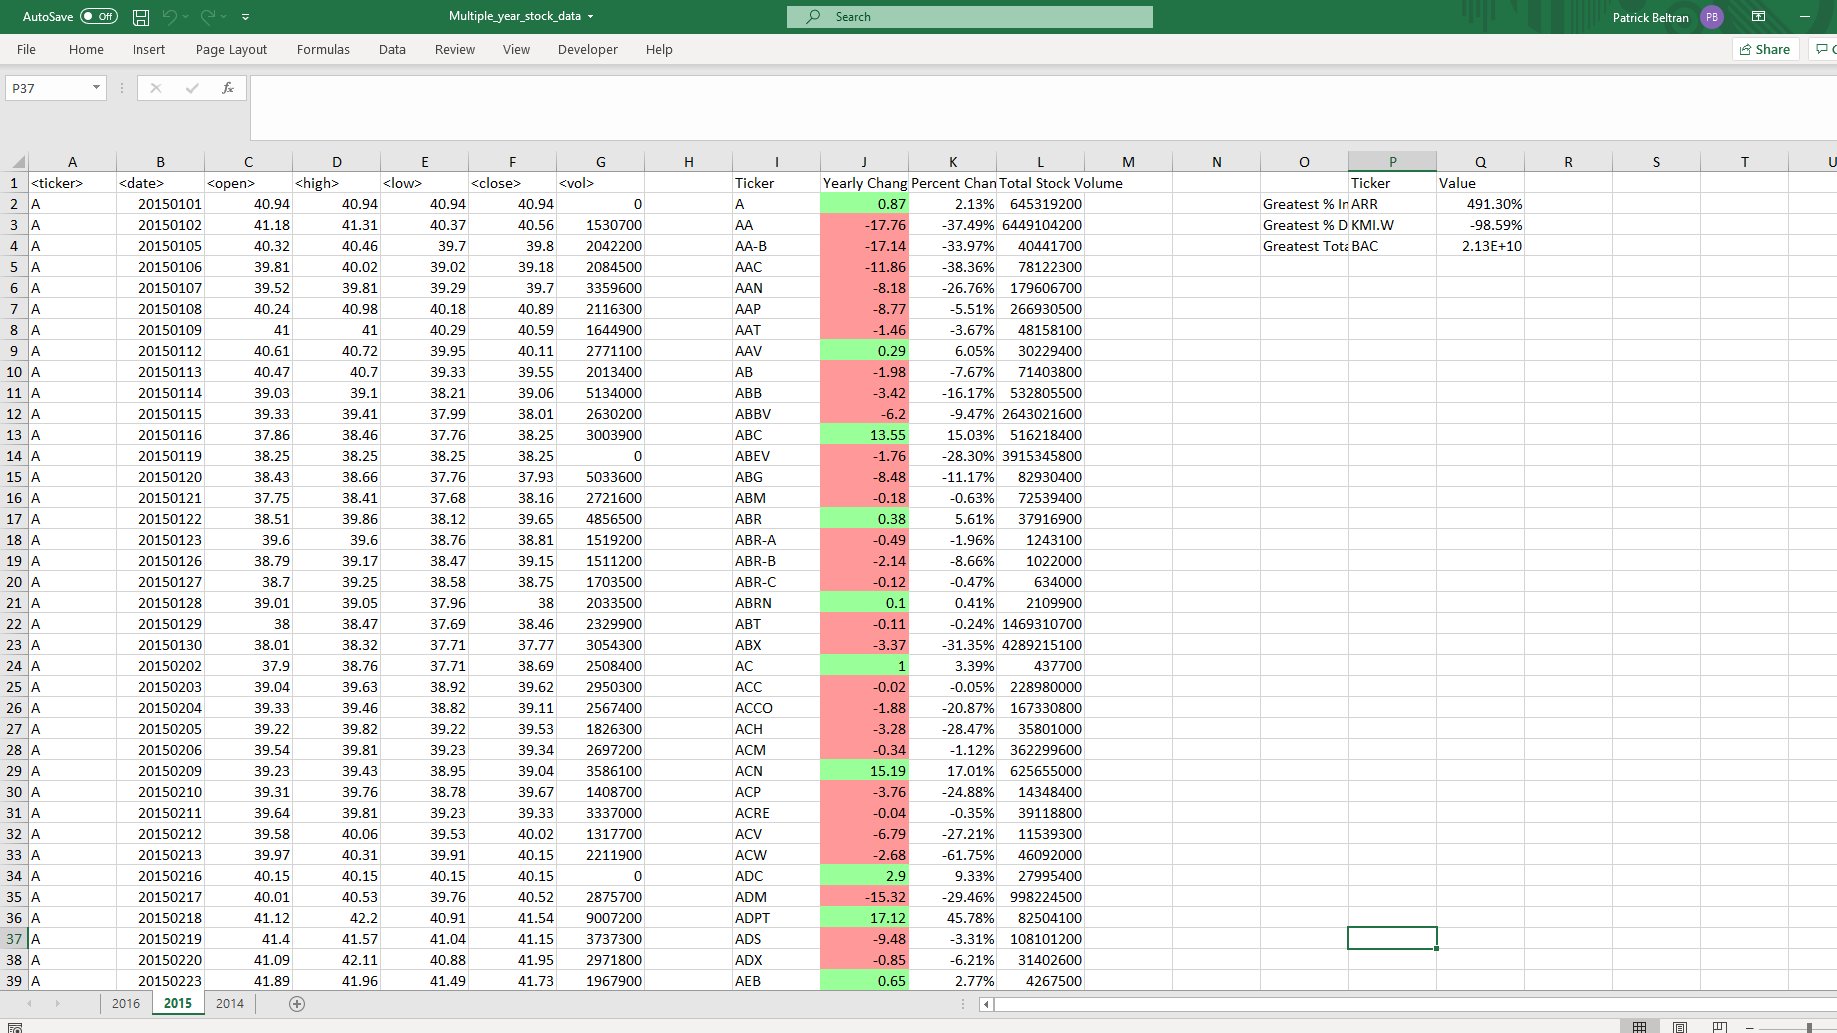 AutoSave Off Multiple_year_stock_data Search Patrick Beltran PB
File Home Insert Page Layout Formulas Data Review View Developer Help Share
P37 fx
A B C D E F G H I J K L M N O P Q R S T U
1 <ticker> <date> <open> <high> <low> <close> <vol> Ticker Yearly Chang Percent Chan Total Stock Volume Ticker Value
2 A 20150101 40.94 40.94 40.94 40.94 0 A 0.87 2.13% 645319200 Greatest % In ARR 491.30%
3 A 20150102 41.18 41.31 40.37 40.56 1530700 AA -17.76 -37.49% 6449104200 Greatest % D KMI.W -98.59%
4 A 20150105 40.32 40.46 39.7 39.8 2042200 AA-B -17.14 -33.97% 40441700 Greatest Tota BAC 2.13E+10
5 A 20150106 39.81 40.02 39.02 39.18 2084500 AAC -11.86 -38.36% 78122300
6 A 20150107 39.52 39.81 39.29 39.7 3359600 AAN -8.18 -26.76% 179606700
7 A 20150108 40.24 40.98 40.18 40.89 2116300 AAP -8.77 -5.51% 266930500
8 A 20150109 41 41 40.29 40.59 1644900 AAT -1.46 -3.67% 48158100
9 A 20150112 40.61 40.72 39.95 40.11 2771100 AAV 0.29 6.05% 30229400
10 A 20150113 40.47 40.7 39.33 39.55 2013400 AB -1.98 -7.67% 71403800
11 A 20150114 39.03 39.1 38.21 39.06 5134000 ABB -3.42 -16.17% 532805500
12 A 20150115 39.33 39.41 37.99 38.01 2630200 ABBV -6.2 -9.47% 2643021600
13 A 20150116 37.86 38.46 37.76 38.25 3003900 ABC 13.55 15.03% 516218400
14 A 20150119 38.25 38.25 38.25 38.25 0 ABEV -1.76 -28.30% 3915345800
15 A 20150120 38.43 38.66 37.76 37.93 5033600 ABG -8.48 -11.17% 82930400
16 A 20150121 37.75 38.41 37.68 38.16 2721600 ABM -0.18 -0.63% 72539400
17 A 20150122 38.51 39.86 38.12 39.65 4856500 ABR 0.38 5.61% 37916900
18 A 20150123 39.6 39.6 38.76 38.81 1519200 ABR-A -0.49 -1.96% 1243100
19 A 20150126 38.79 39.17 38.47 39.15 1511200 ABR-B -2.14 -8.66% 1022000
20 A 20150127 38.7 39.25 38.58 38.75 1703500 ABR-C -0.12 -0.47% 634000
21 A 20150128 39.01 39.05 37.96 38 2033500 ABRN 0.1 0.41% 2109900
22 A 20150129 38 38.47 37.69 38.46 2329900 ABT -0.11 -0.24% 1469310700
23 A 20150130 38.01 38.32 37.71 37.77 3054300 ABX -3.37 -31.35% 4289215100
24 A 20150202 37.9 38.76 37.71 38.69 2508400 AC 1 3.39% 437700
25 A 20150203 39.04 39.63 38.92 39.62 2950300 ACC -0.02 -0.05% 228980000
26 A 20150204 39.33 39.46 38.82 39.11 2567400 ACCO -1.88 -20.87% 167330800
27 A 20150205 39.22 39.82 39.22 39.53 1826300 ACH -3.28 -28.47% 35801000
28 A 20150206 39.54 39.81 39.23 39.34 2697200 ACM -0.34 -1.12% 362299600
29 A 20150209 39.23 39.43 38.95 39.04 3586100 ACN 15.19 17.01% 625655000
30 A 20150210 39.31 39.76 38.78 39.67 1408700 ACP -3.76 -24.88% 14348400
31 A 20150211 39.64 39.81 39.23 39.33 3337000 ACRE -0.04 -0.35% 39118800
32 A 20150212 39.58 40.06 39.53 40.02 1317700 ACV -6.79 -27.21% 11539300
33 A 20150213 39.97 40.31 39.91 40.15 2211900 ACW -2.68 -61.75% 46092000
34 A 20150216 40.15 40.15 40.15 40.15 0 ADC 2.9 9.33% 27995400
35 A 20150217 40.01 40.53 39.76 40.52 2875700 ADM -15.32 -29.46% 998224500
36 A 20150218 41.12 42.2 40.91 41.54 9007200 ADPT 17.12 45.78% 82504100
37 A 20150219 41.4 41.57 41.04 41.15 3737300 ADS -9.48 -3.31% 108101200
38 A 20150220 41.09 42.11 40.88 41.95 2971800 ADX -0.85 -6.21% 31402600
39 A 20150223 41.89 41.96 41.49 41.73 1967900 AEB 0.65 2.77% 4267500
2016 2015 2014